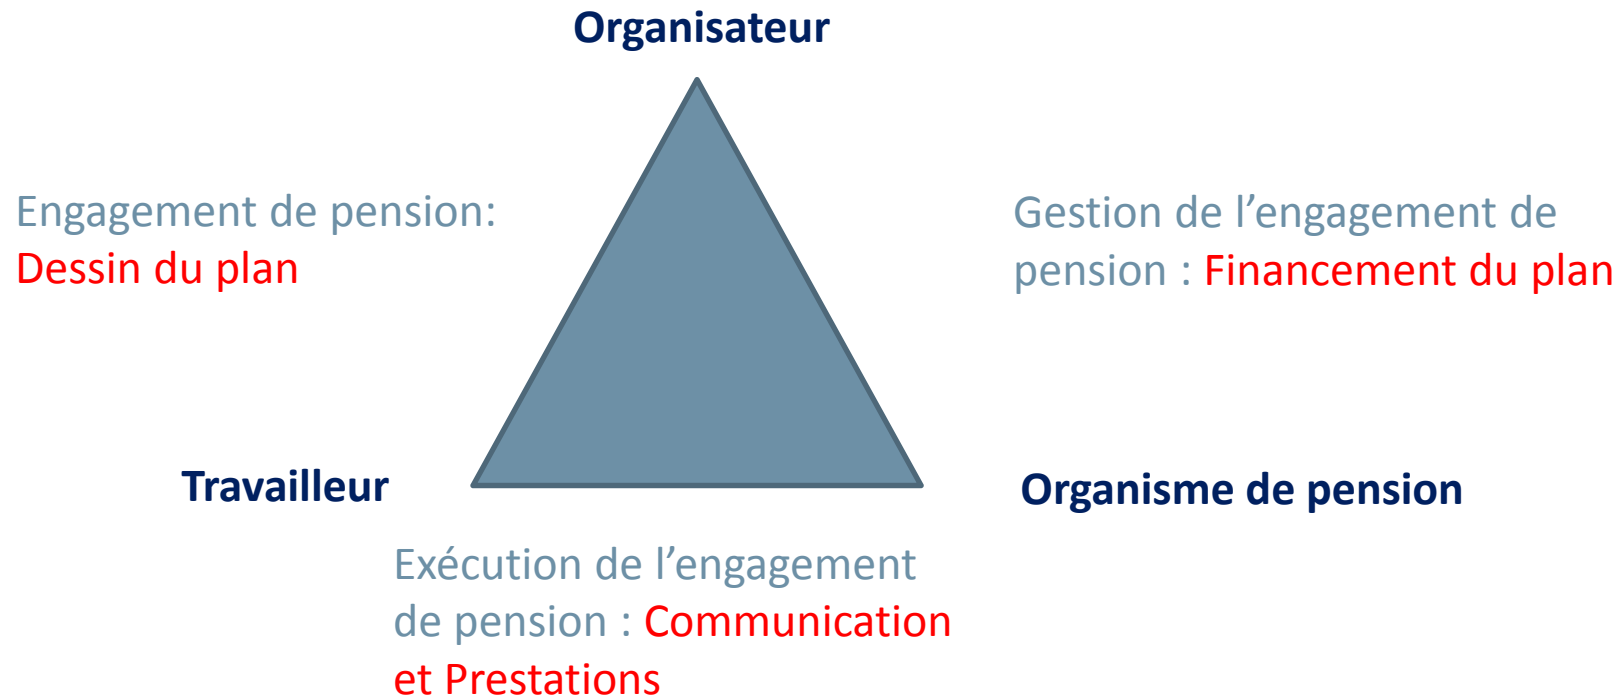 Organisateur
Engagement de pension:
Dessin du plan
Gestion de l’engagement de
pension : Financement du plan
Travailleur
Organisme de pension
Exécution de l’engagement
de pension : Communication
et Prestations